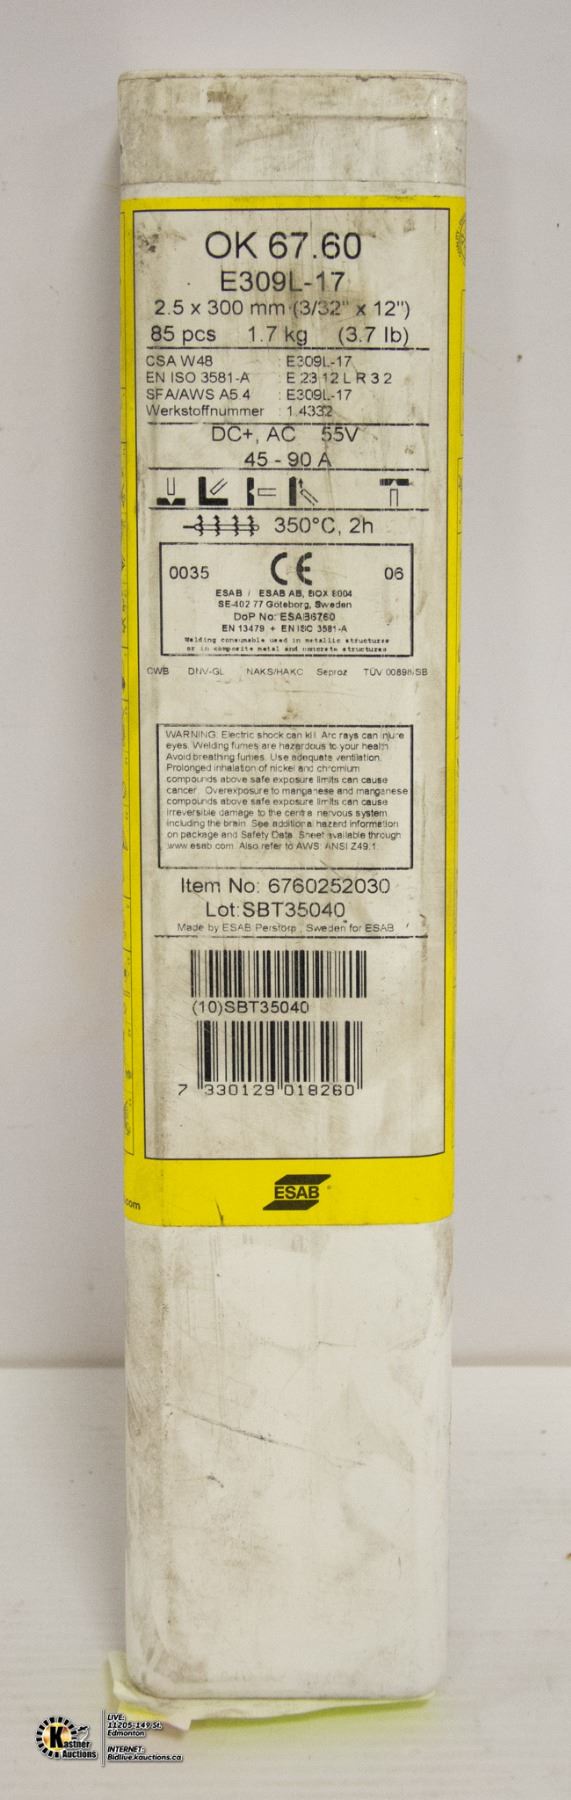 OK 67.60
E309L-17
2.5 x 300 mm (3/32" x 12")
85 pcs 1.7 kg (3.7 lb)
CSA W48 : E309L-17
EN ISO 3581-A : E 23 12 L R 3 2
SFA/AWS A5.4 : E309L-17
Werkstoffnummer : 1.4332
DC+, AC 55V
45 - 90 A
350°C, 2h
0035 CE 06
ESAB / ESAB AB, BOX 8004
SE-402 77 Göteborg, Sweden
DoP No: ESAB6760
EN 13479 + EN ISO 3581-A
Welding consumable used in metallic structures
or in composite metal and concrete structures
CWB DNV-GL NAKS/HAKC Seproz TÜV 00898/SB
WARNING: Electric shock can kill. Arc rays can injure
eyes. Welding fumes are hazardous to your health.
Avoid breathing fumes. Use adequate ventilation.
Prolonged inhalation of nickel and chromium
compounds above safe exposure limits can cause
cancer. Overexposure to manganese and manganese
compounds above safe exposure limits can cause
irreversible damage to the central nervous system,
including the brain. See additional hazard information
on package and Safety Data Sheet available through
www.esab.com. Also refer to AWS: ANSI Z49.1.
Item No: 6760252030
Lot:SBT35040
Made by ESAB Perstorp, Sweden for ESAB
(10)SBT35040
7 330129 018260
.com
ESAB
Kastner
Auctions
LIVE:
11205-149 St,
Edmonton
INTERNET:
Bidlive.kauctions.ca